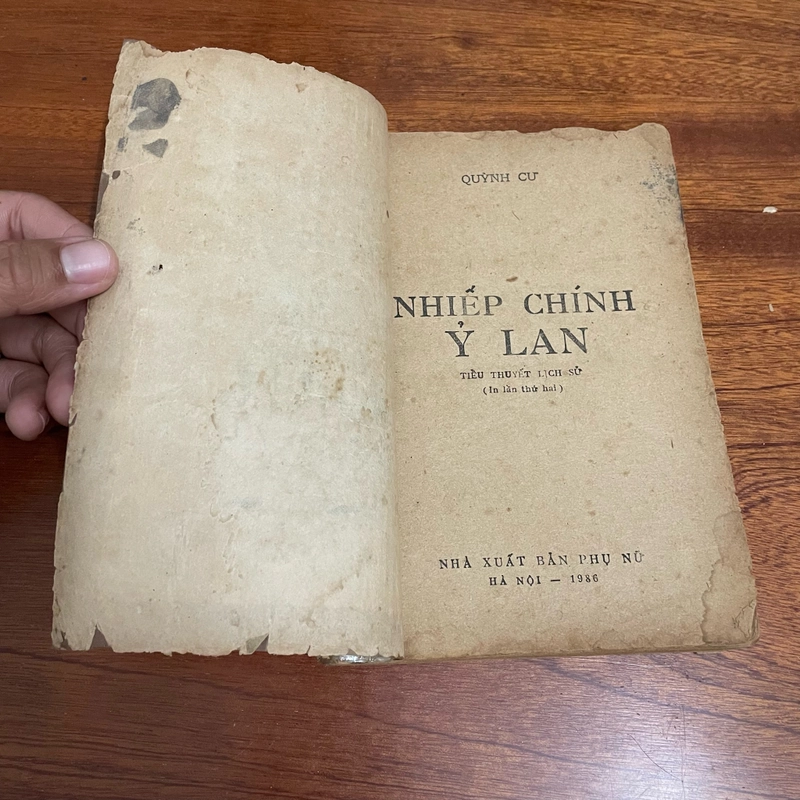 QUỲNH CƯ
NHIẾP CHÍNH
Ỷ LAN
TIỂU THUYẾT LỊCH SỬ
(In lần thứ hai)
NHÀ XUẤT BẢN PHỤ NỮ
HÀ NỘI — 1986